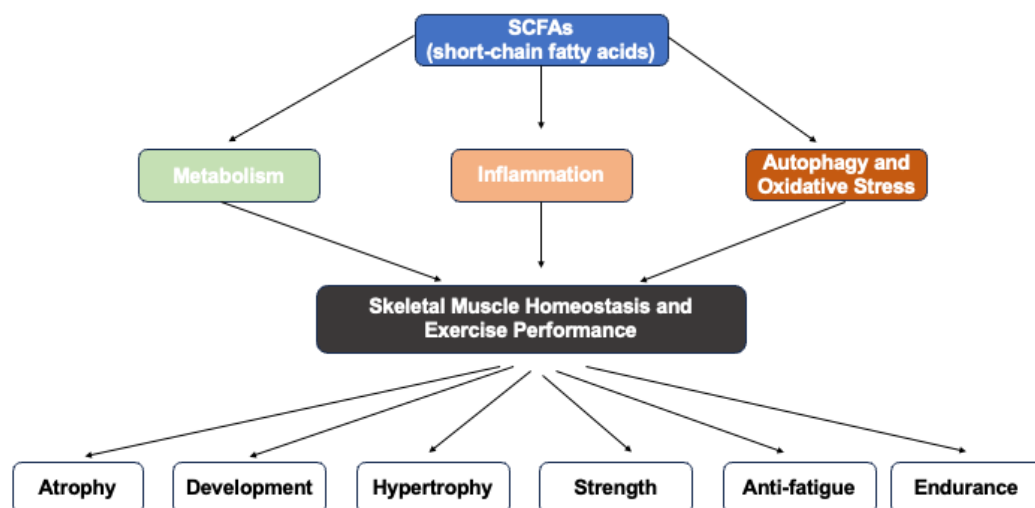 SCFAs
(short-chain fatty acids)
Metabolism
Inflammation
Autophagy and
Oxidative Stress
Skeletal Muscle Homeostasis and
Exercise Performance
Atrophy
Development
Hypertrophy
Strength
Anti-fatigue
Endurance